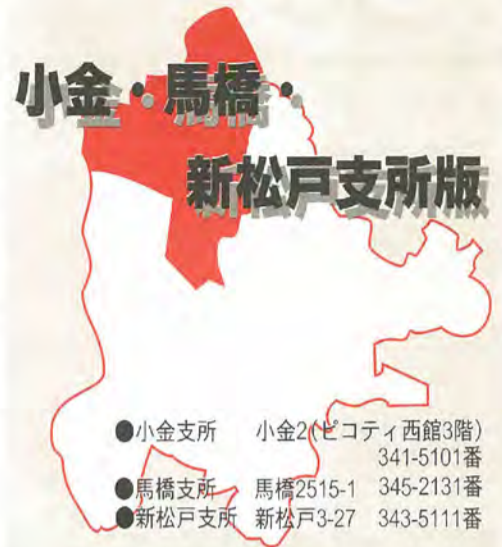 小金・馬橋・
新松戸支所版
●小金支所　小金2(ピコティ西館3階)
341-5101番
●馬橋支所　馬橋2515-1　345-2131番
●新松戸支所　新松戸3-27　343-5111番